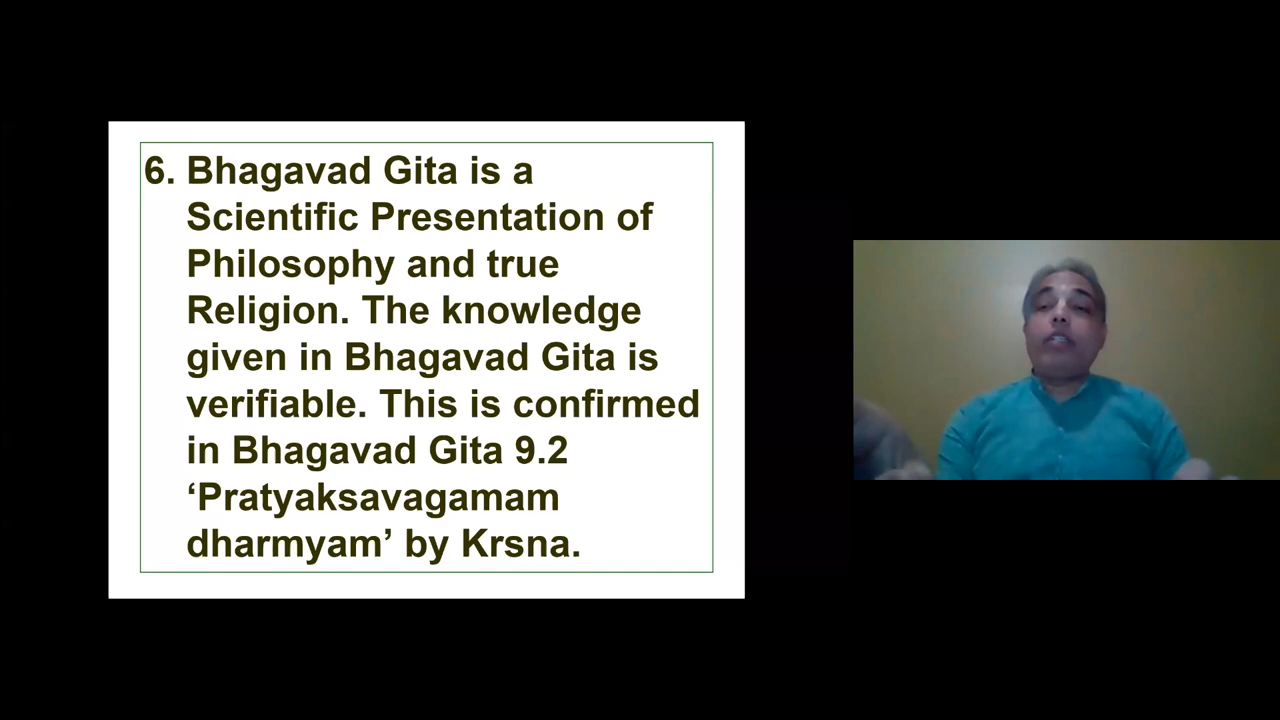 6. Bhagavad Gita is a
Scientific Presentation of
Philosophy and true
Religion. The knowledge
given in Bhagavad Gita is
verifiable. This is confirmed
in Bhagavad Gita 9.2
‘Pratyaksavagamam
dharmyam’ by Krsna.